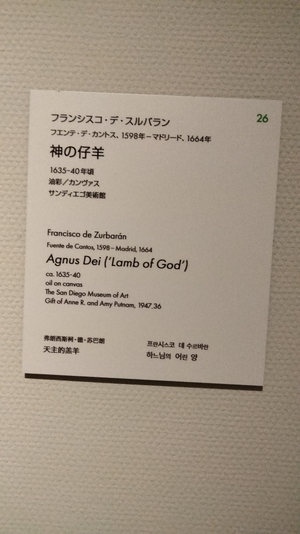 フランシスコ・デ・スルバラン
26
フエンテ・デ・カントス、1598年－マドリード、1664年
神の仔羊
1635-40年頃
油彩／カンヴァス
サンディエゴ美術館
Francisco de Zurbarán
Fuente de Cantos, 1598 – Madrid, 1664
Agnus Dei ('Lamb of God')
ca. 1635-40
oil on canvas
The San Diego Museum of Art
Gift of Anne R. and Amy Putnam, 1947.36
弗朗西斯柯・德・苏巴朗
天主的羔羊
프란시스코 데 수르바란
하느님의 어린 양